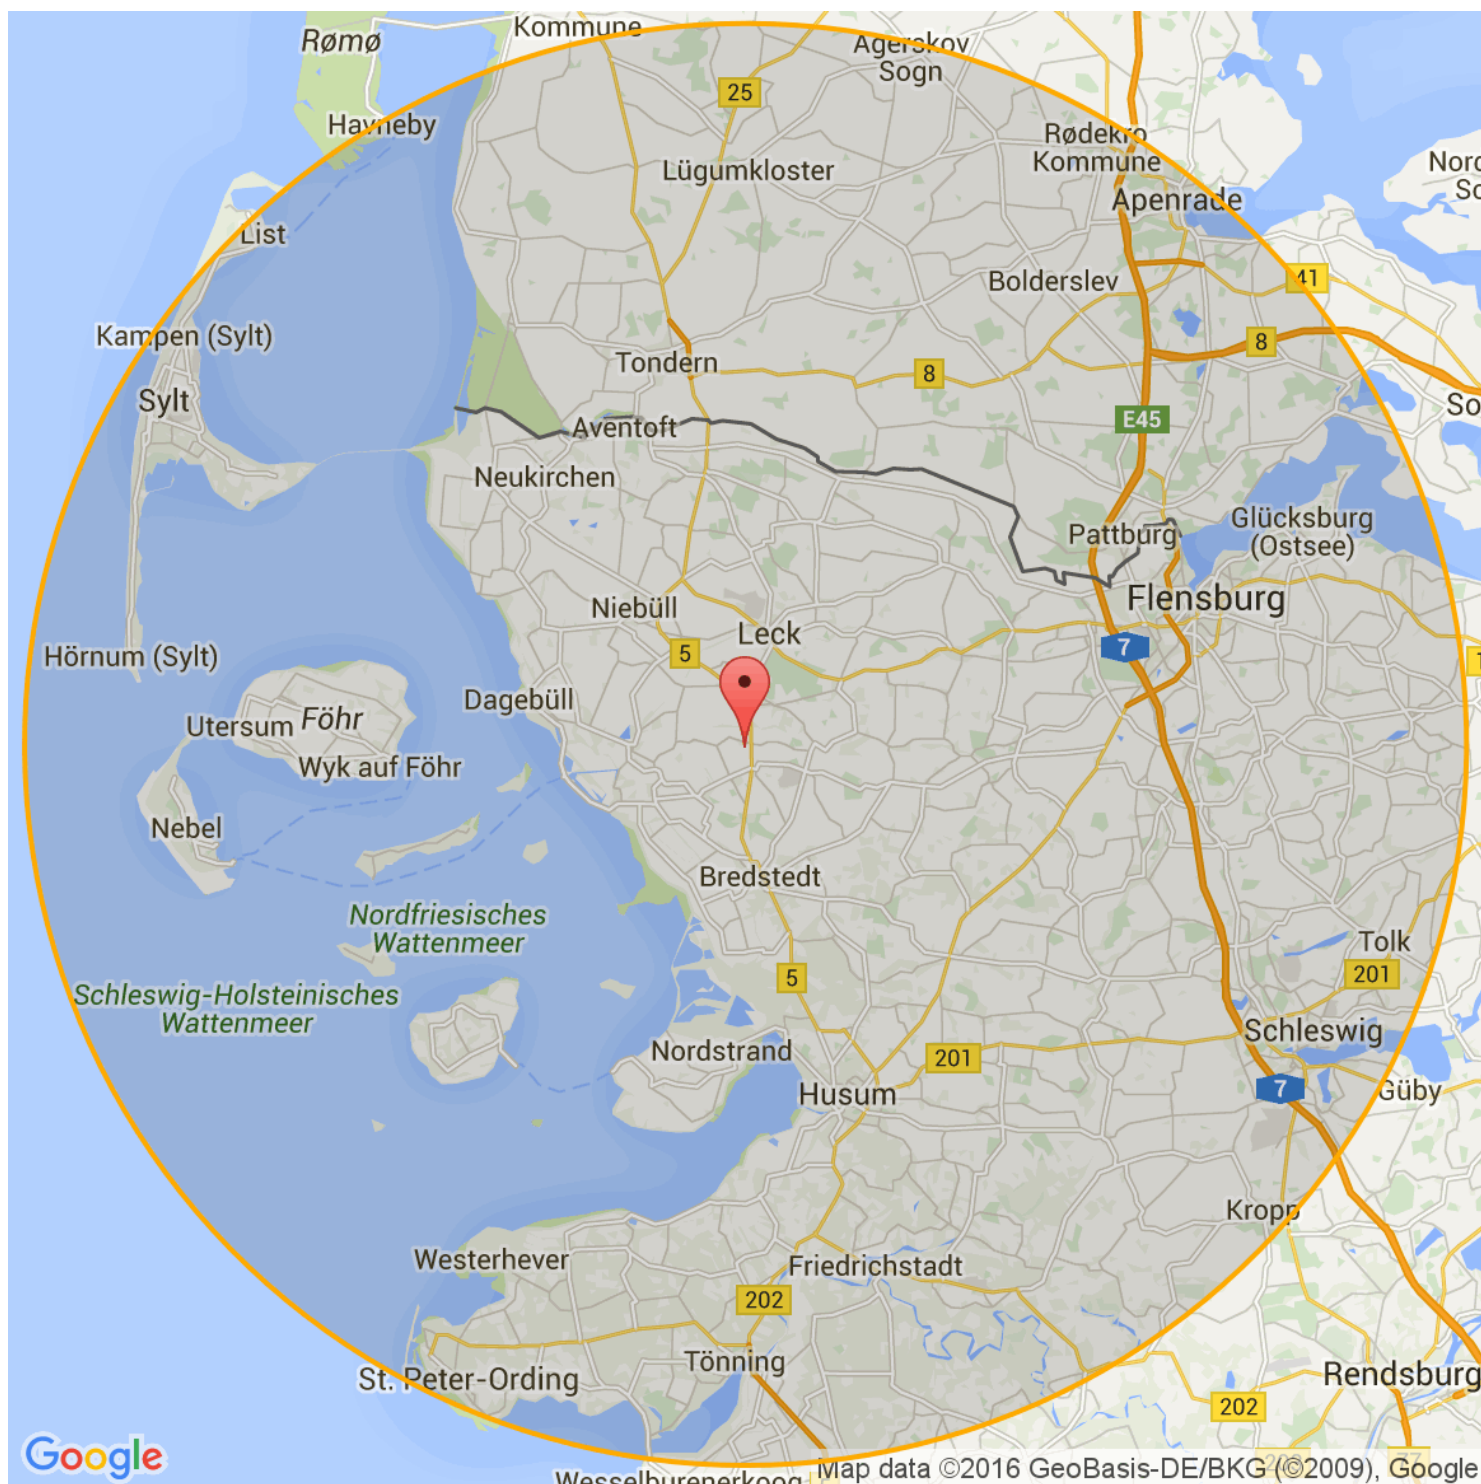 Kommune
Rømø
Agerskov
Sogn
25
Havneby
Rødekro
Kommune
Lügumkloster
Apenrade
List
Bolderslev
41
Kampen (Sylt)
8
Tondern
8
Sylt
E45
Aventoft
Neukirchen
Glücksburg
(Ostsee)
Pattburg
Flensburg
Niebüll
Leck
7
5
Hörnum (Sylt)
Dagebüll
Utersum
Föhr
Wyk auf Föhr
Nebel
Bredstedt
Nordfriesisches
Wattenmeer
Tolk
201
5
Schleswig-Holsteinisches
Wattenmeer
Schleswig
Nordstrand
201
Husum
7
Güby
Kropp
Westerhever
Friedrichstadt
202
Tönning
St. Peter-Ording
Rendsburg
202
Google
Map data ©2016 GeoBasis-DE/BKG (©2009), Google